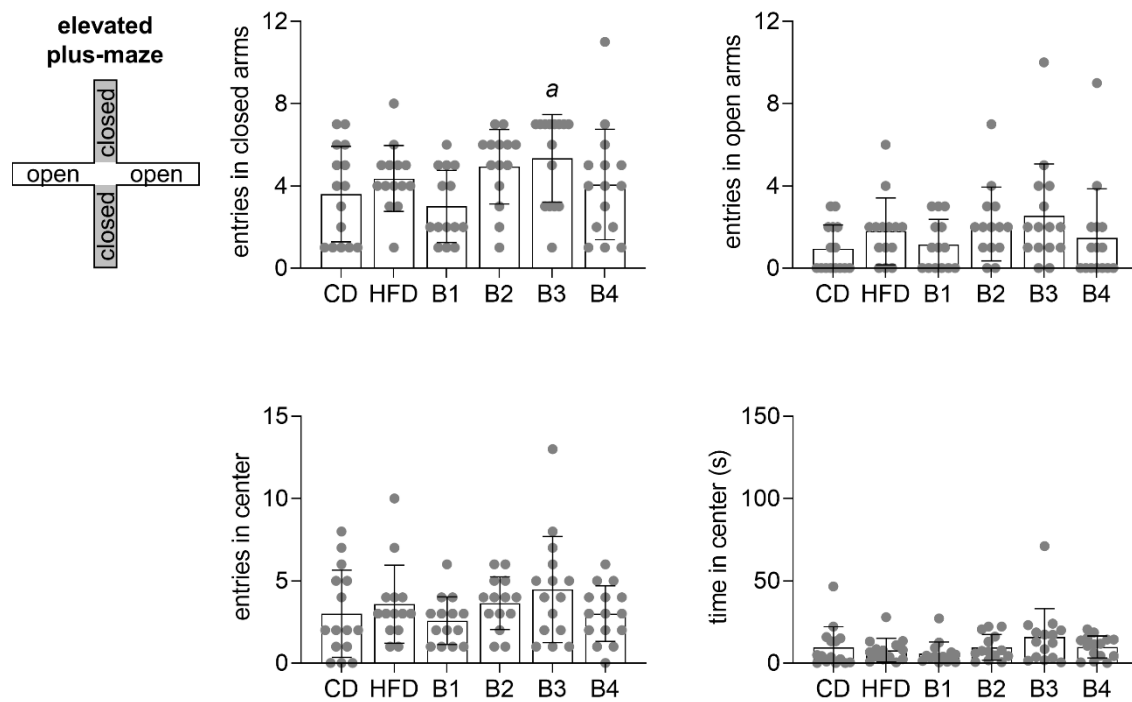 elevated
plus-maze
closed
open open
closed
entries in closed arms
12
8
4
0
a
CD HFD B1 B2 B3 B4
entries in open arms
12
8
4
0
CD HFD B1 B2 B3 B4
entries in center
15
10
5
0
CD HFD B1 B2 B3 B4
time in center (s)
150
100
50
0
CD HFD B1 B2 B3 B4